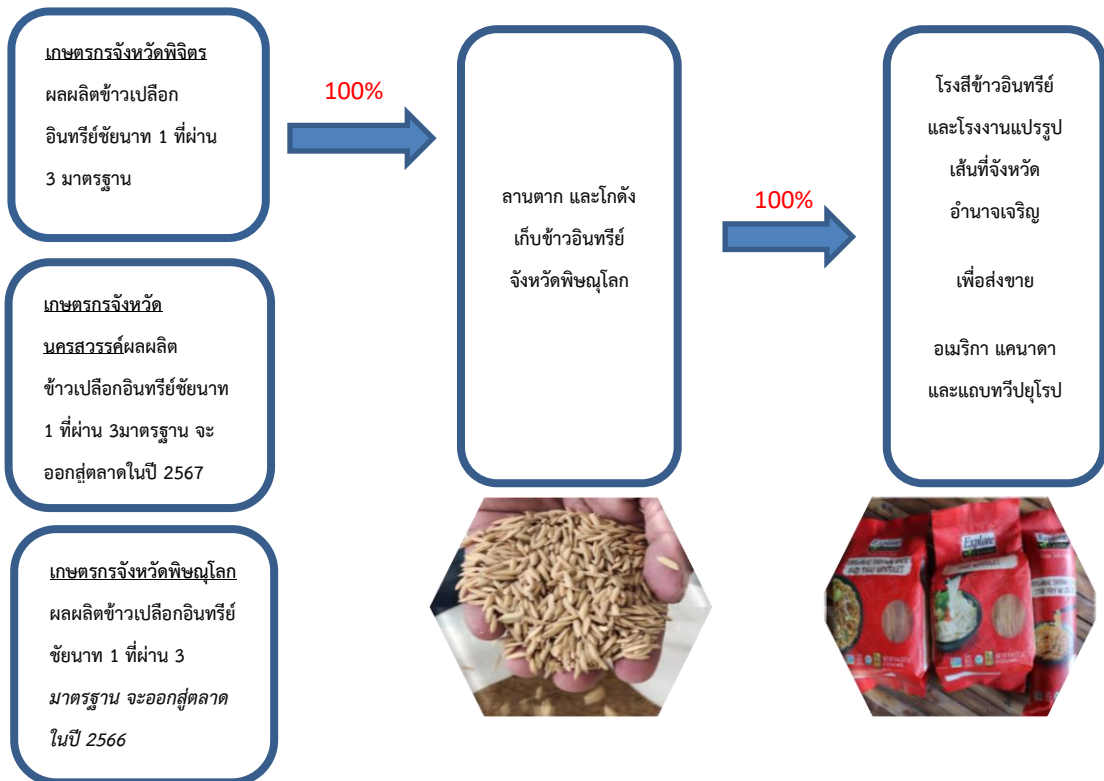 เกษตรกรจังหวัดพิจิตร
ผลผลิตข้าวเปลือก
อินทรีย์ชัยนาท 1 ที่ผ่าน
3 มาตรฐาน
100%
เกษตรกรจังหวัด
นครสวรรค์ผลผลิต
ข้าวเปลือกอินทรีย์ชัยนาท
1 ที่ผ่าน 3มาตรฐาน จะ
ออกสู่ตลาดในปี 2567
เกษตรกรจังหวัดพิษณุโลก
ผลผลิตข้าวเปลือกอินทรีย์
ชัยนาท 1 ที่ผ่าน 3
มาตรฐาน จะออกสู่ตลาด
ในปี 2566
ลานตาก และโกดัง
เก็บข้าวอินทรีย์
จังหวัดพิษณุโลก
100%
โรงสีข้าวอินทรีย์
และโรงงานแปรรูป
เส้นที่จังหวัด
อำนาจเจริญ
เพื่อส่งขาย
อเมริกา แคนาดา
และแถบทวีปยุโรป
Explore